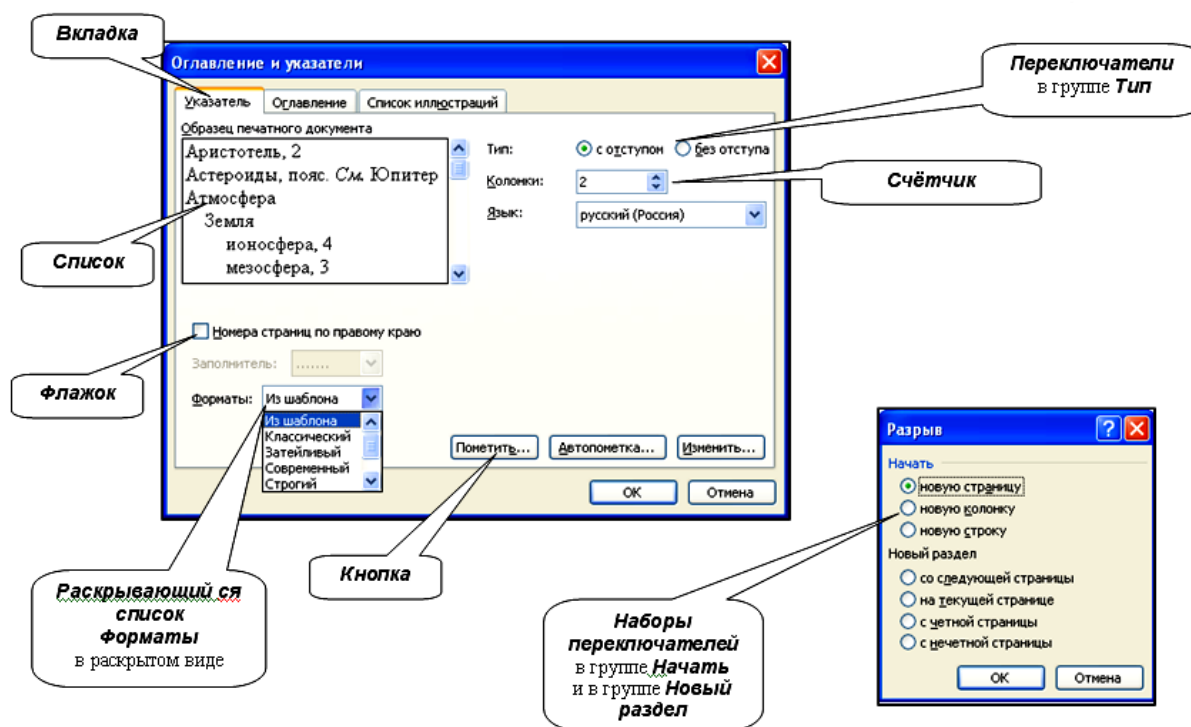 Вкладка
Оглавление и указатели
Переключатели
в группе Тип
Указатель
Оглавление
Список иллюстраций
Образец печатного документа
Аристотель, 2
Астероиды, пояс. См. Юпитер
Атмосфера
Земля
ионосфера, 4
мезосфера, 3
Тип:
с отступом
без отступа
Колонки:
2
Счётчик
Язык:
русский (Россия)
Список
Номера страниц по правому краю
Заполнитель:
.......
Флажок
Форматы:
Из шаблона
Из шаблона
Классический
Затейливый
Современный
Строгий
Пометить...
Автопометка...
Изменить...
ОК
Отмена
Разрыв
Начать
новую страницу
новую колонку
новую строку
Новый раздел
со следующей страницы
на текущей странице
с четной страницы
с нечетной страницы
ОК
Отмена
Кнопка
Раскрывающий ся
список
Форматы
в раскрытом виде
Наборы
переключателей
в группе Начать
и в группе Новый
раздел